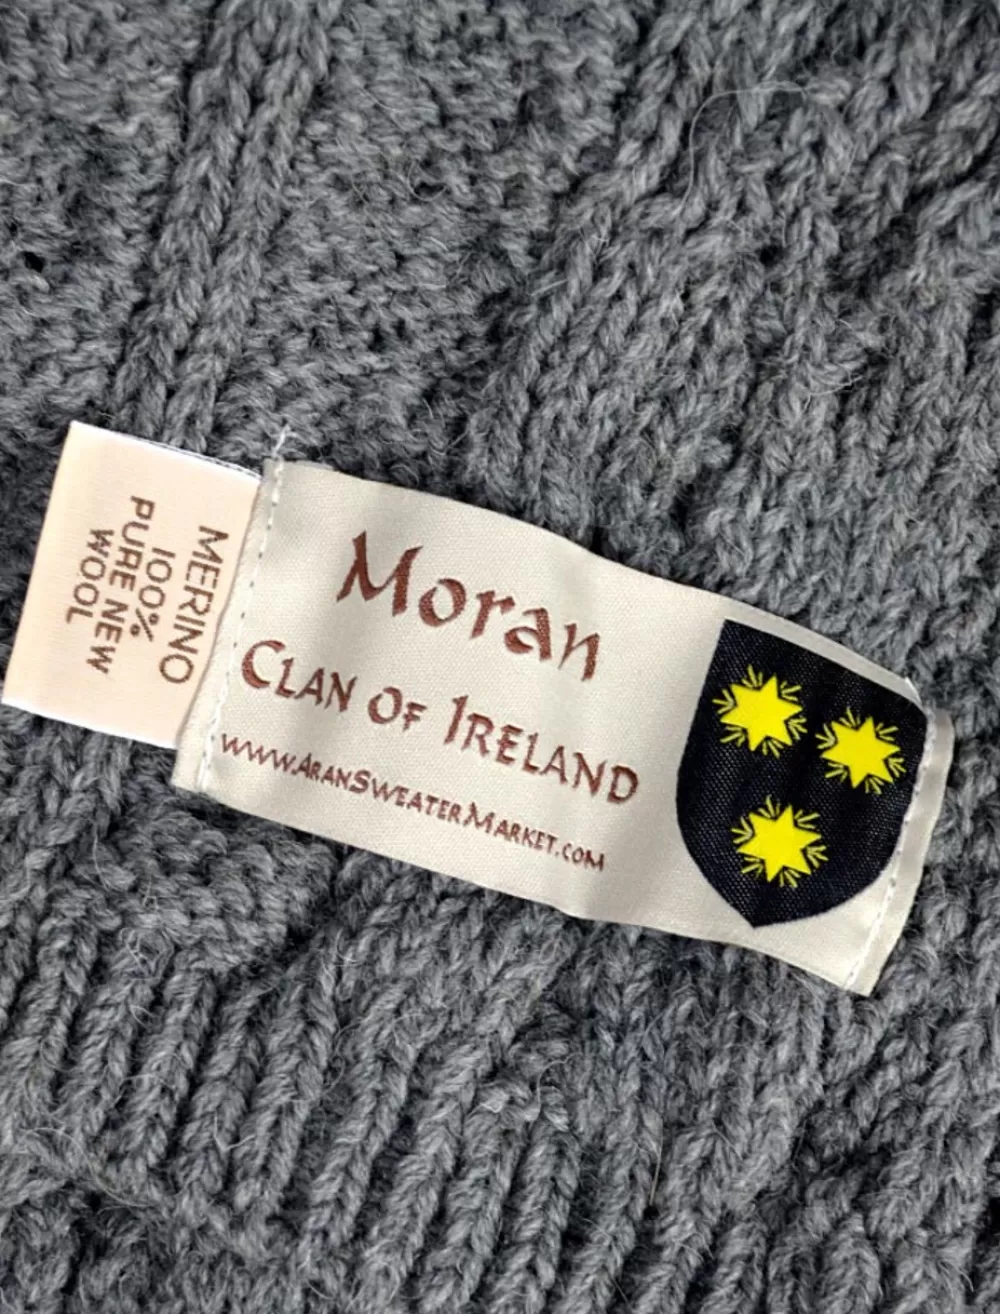 Moran
Clan of Ireland
www.AranSweaterMarket.com
MERINO
100%
PURE NEW
WOOL